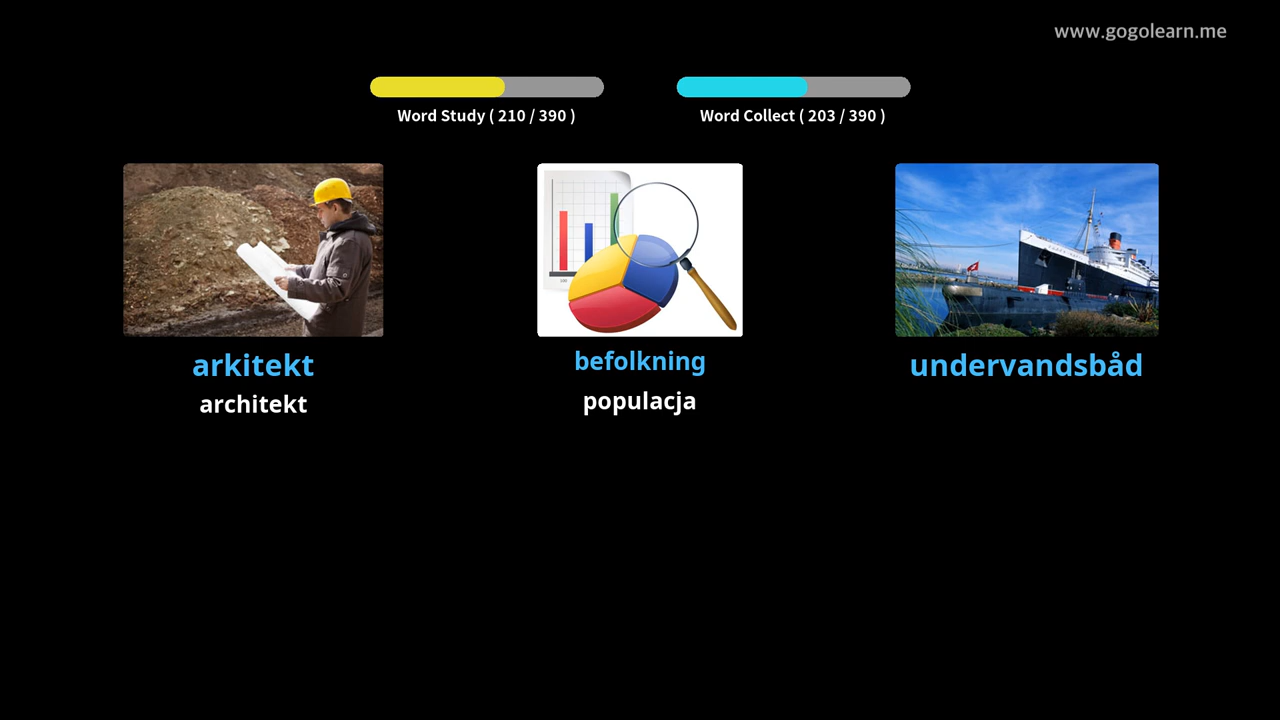 www.gogolearn.me
Word Study ( 210 / 390 )
Word Collect ( 203 / 390 )
arkitekt
architekt
befolkning
populacja
undervandsbåd